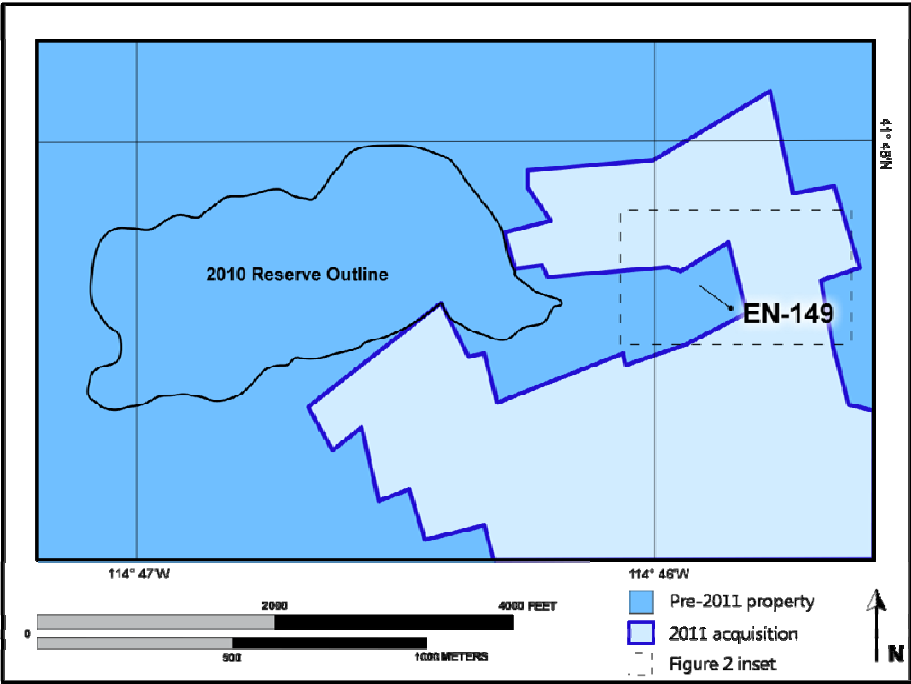 41° 48'N
2010 Reserve Outline
EN-149
114° 47'W
114° 46'W
2000
4000 FEET
0
500
1000 METERS
Pre-2011 property
2011 acquisition
Figure 2 inset
N